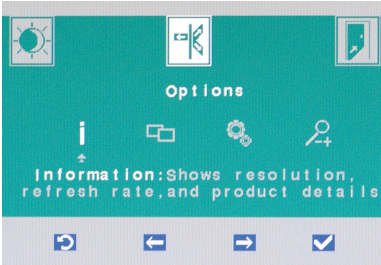 Options
i
Information:Shows resolution,
refresh rate,and product details